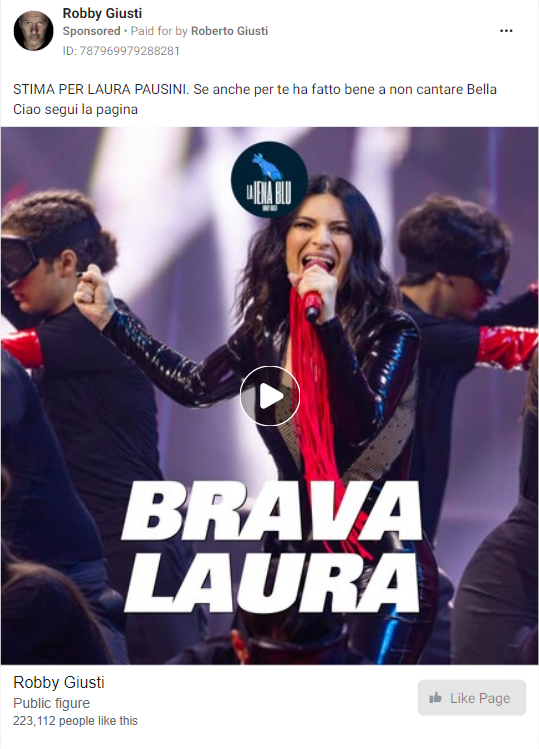 Robby Giusti
Sponsored • Paid for by Roberto Giusti
ID: 787969979288281
STIMA PER LAURA PAUSINI. Se anche per te ha fatto bene a non cantare Bella
Ciao segui la pagina
LA IENA BLU
BRAVA
LAURA
Robby Giusti
Public figure
223,112 people like this
Like Page